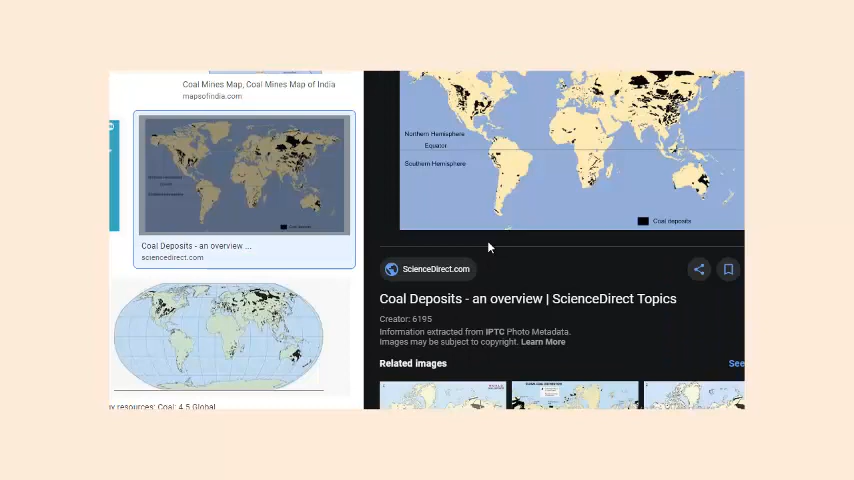 Coal Mines Map, Coal Mines Map of India
mapsofindia.com
Coal Deposits - an overview ...
sciencedirect.com
resources: Coal: 4.5 Global
Northern Hemisphere
Equator
Southern Hemisphere
Coal deposits
ScienceDirect.com
Coal Deposits - an overview | ScienceDirect Topics
Creator: 6195
Information extracted from IPTC Photo Metadata.
Images may be subject to copyright. Learn More
Related images
See